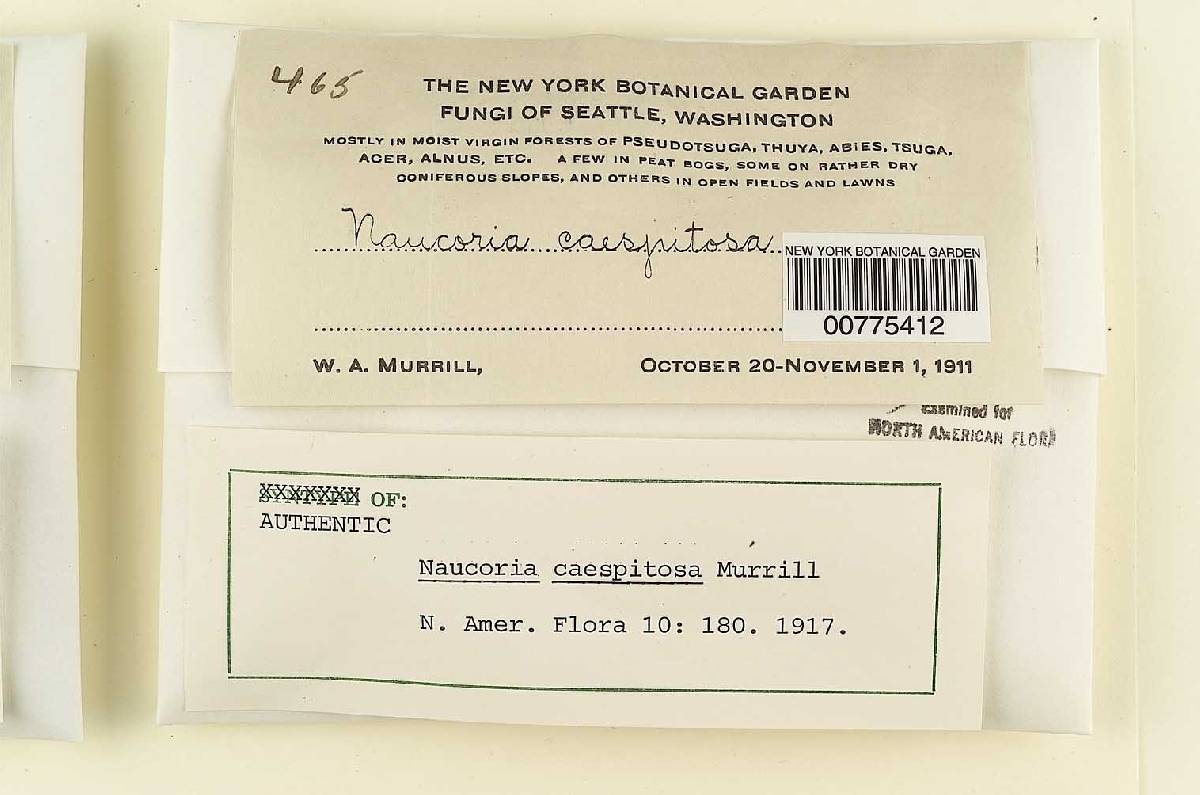 465
THE NEW YORK BOTANICAL GARDEN
FUNGI OF SEATTLE, WASHINGTON
MOSTLY IN MOIST VIRGIN FORESTS OF PSEUDOTSUGA, THUYA, ABIES, TSUGA,
ACER, ALNUS, ETC. A FEW IN PEAT BOGS, SOME ON RATHER DRY
CONIFEROUS SLOPES, AND OTHERS IN OPEN FIELDS AND LAWNS
Naucoria caespitosa
NEW YORK BOTANICAL GARDEN
00775412
W. A. MURRILL, OCTOBER 20-NOVEMBER 1, 1911
Examined for
NORTH AMERICAN FLORA
OF:
AUTHENTIC
Naucoria caespitosa Murrill
N. Amer. Flora 10: 180. 1917.